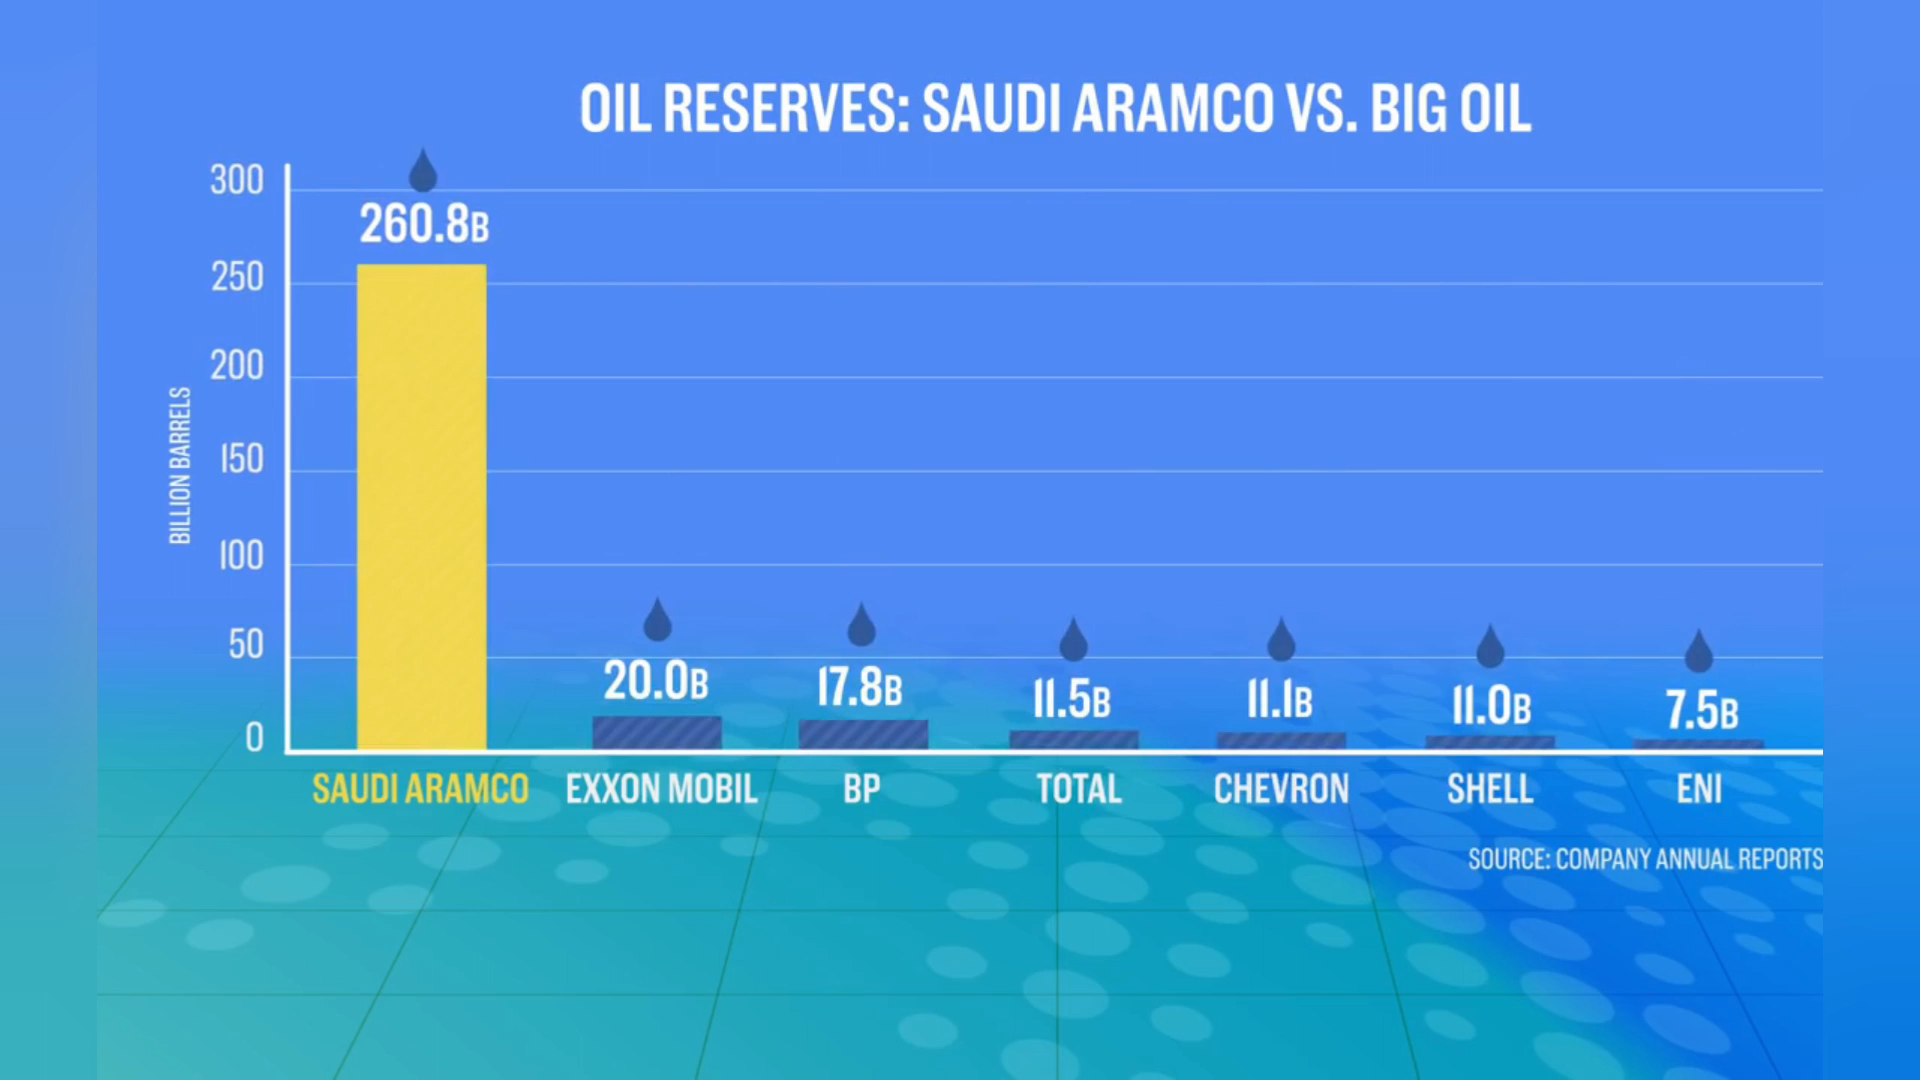 OIL RESERVES: SAUDI ARAMCO VS. BIG OIL
300
250
200
150
100
50
0
BILLION BARRELS
260.8B
20.0B
17.8B
11.5B
11.1B
11.0B
7.5B
SAUDI ARAMCO
EXXON MOBIL
BP
TOTAL
CHEVRON
SHELL
ENI
SOURCE: COMPANY ANNUAL REPORTS